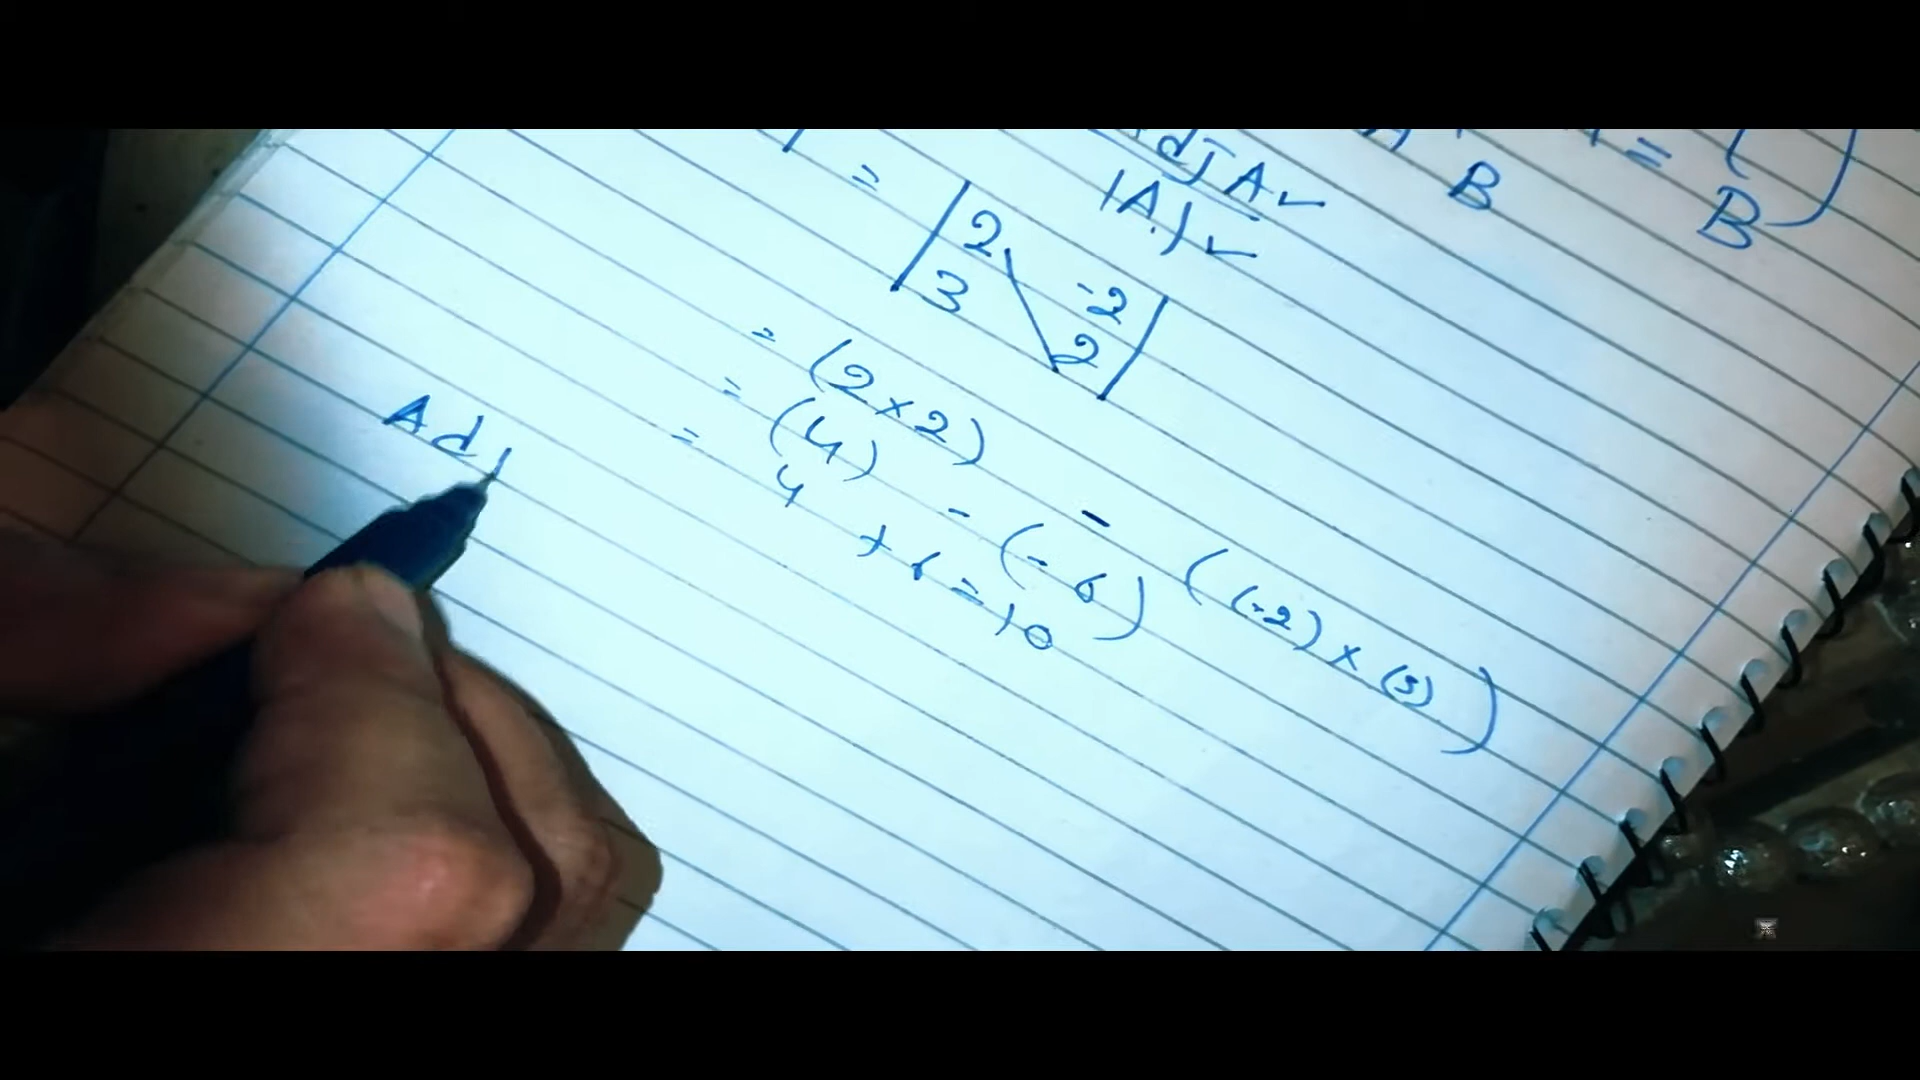 Adj A
|A|
B
B
= | 2 -2 |
| 3 2 |
= (2×2) - ((-2)×(3))
= (4) - (-6)
= 4 + 6 = 10
Adj